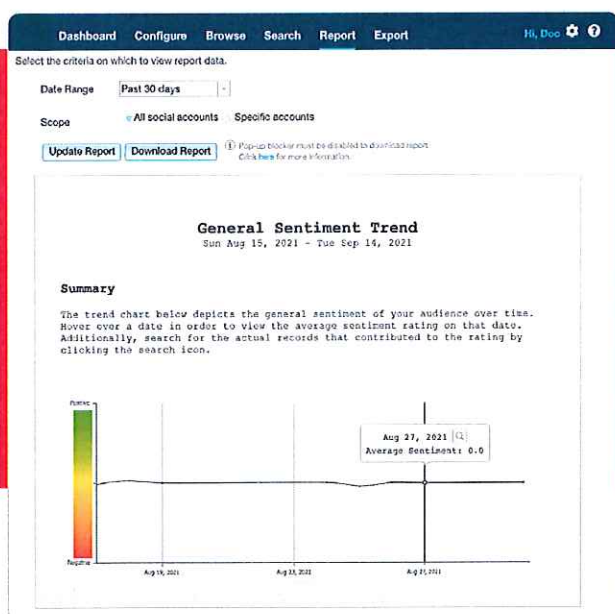 Dashboard Configure Browse Search Report Export Hi, Doc
Select the criteria on which to view report data.
Date Range Past 30 days
Scope All social accounts Specific accounts
Update Report Download Report Pop-up blocker must be disabled to download report.
Click here for more information.
General Sentiment Trend
Sun Aug 15, 2021 - Tue Sep 14, 2021
Summary
The trend chart below depicts the general sentiment of your audience over time.
Hover over a date in order to view the average sentiment rating on that date.
Additionally, search for the actual records that contributed to the rating by
clicking the search icon.
Positive
Aug 27, 2021
Average Sentiment: 0.0
Negative
Aug 19, 2021 Aug 23, 2021 Aug 27, 2021